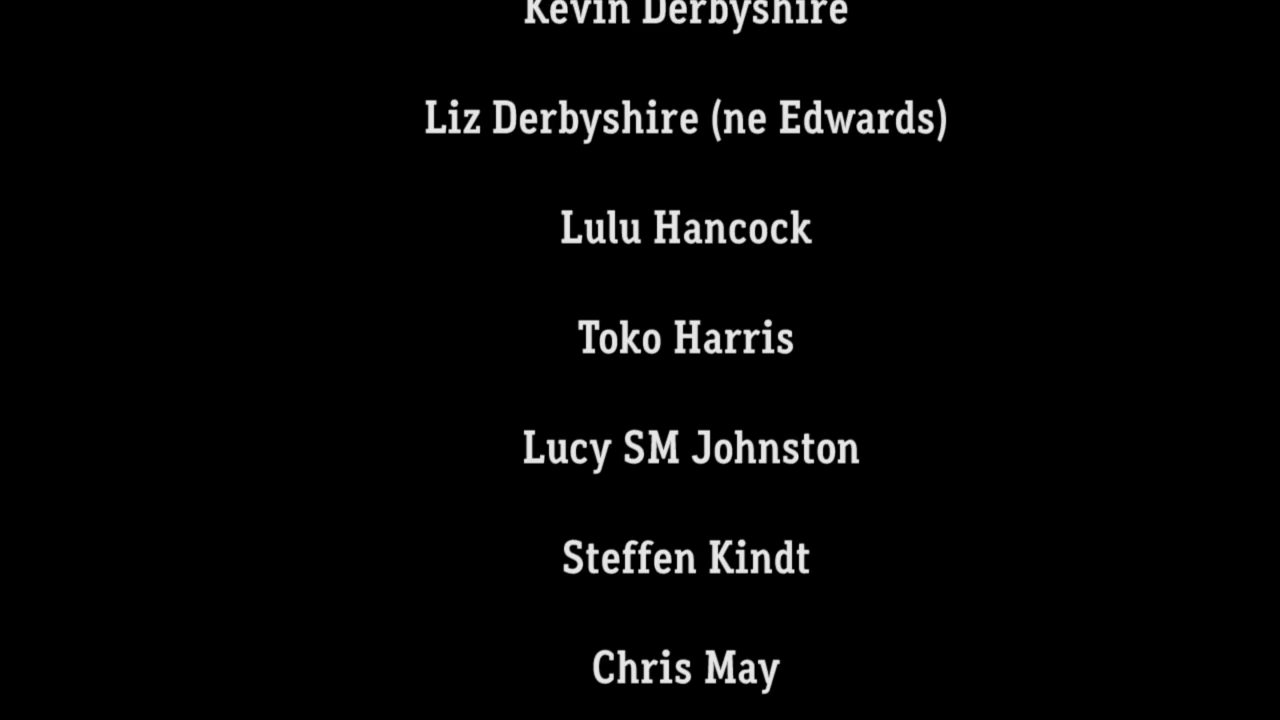 Kevin Derbyshire
Liz Derbyshire (ne Edwards)
Lulu Hancock
Toko Harris
Lucy SM Johnston
Steffen Kindt
Chris May